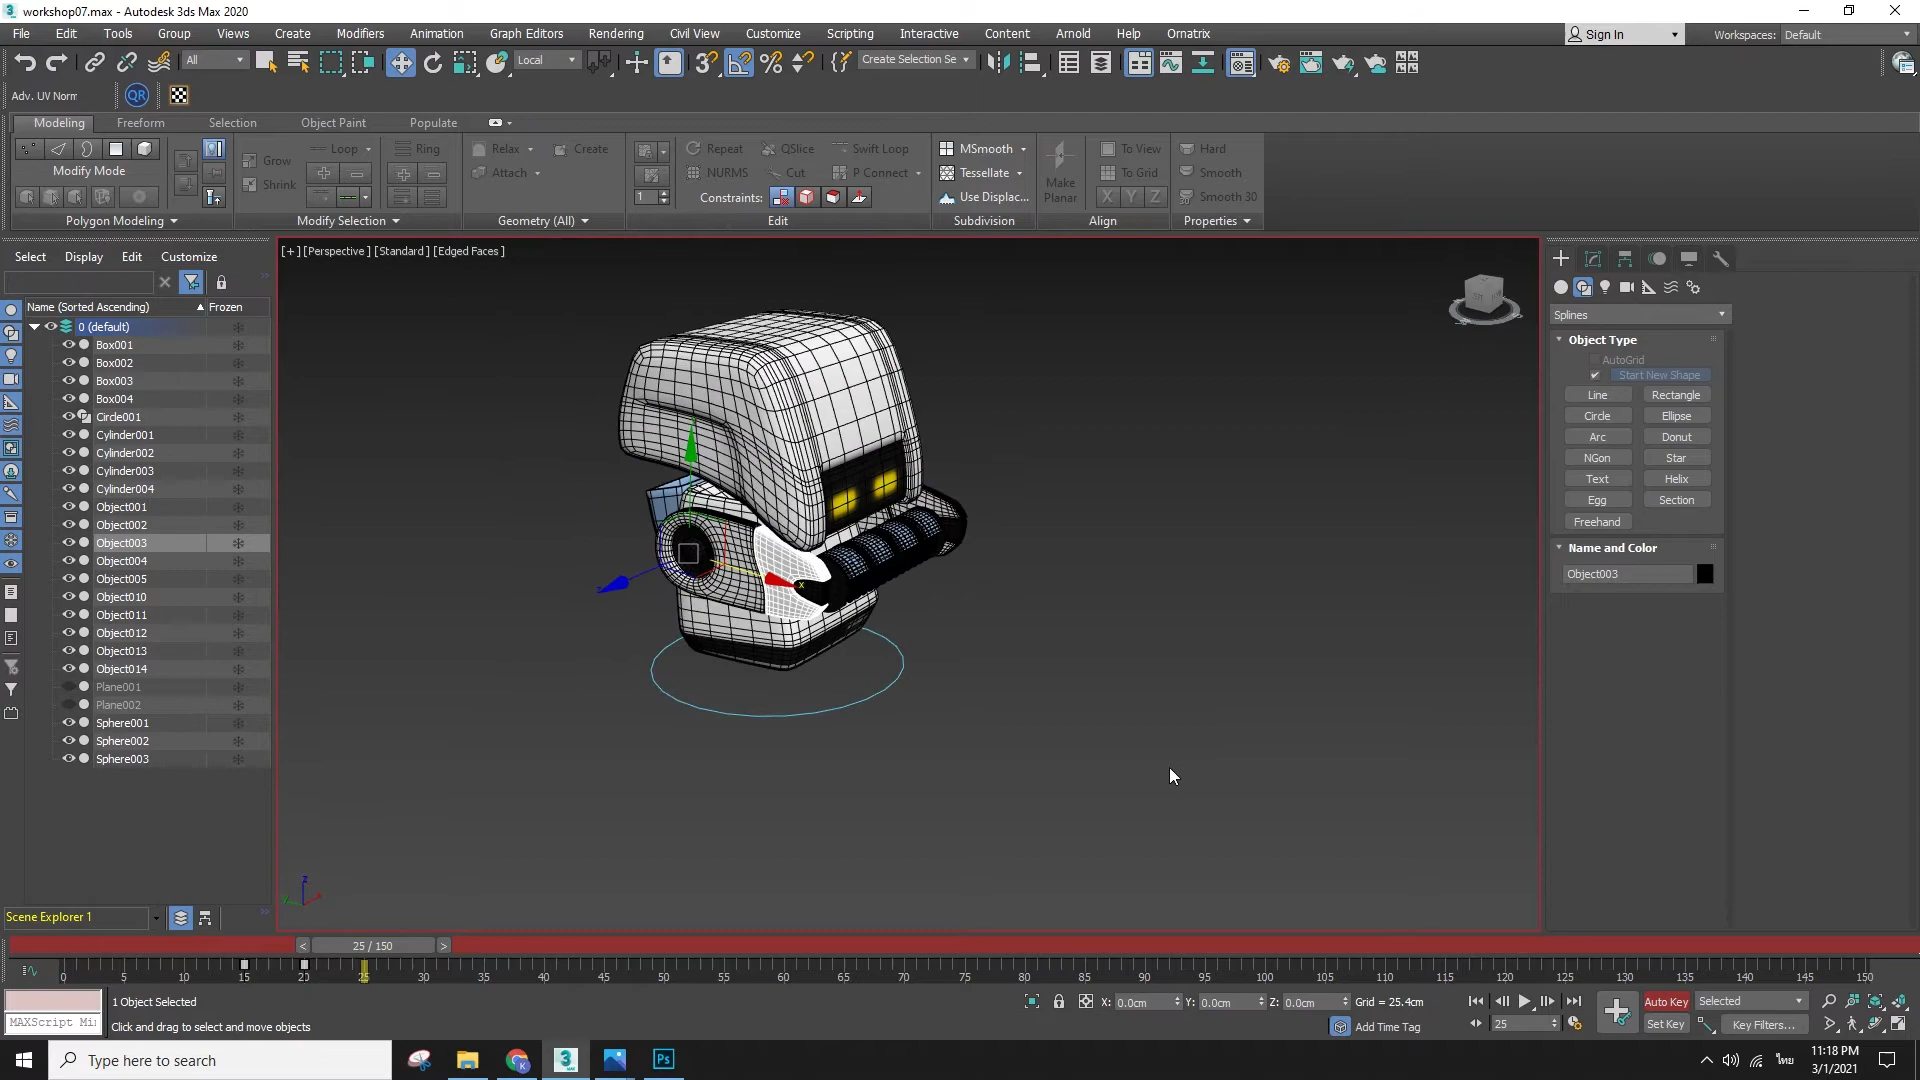 workshop07.max - Autodesk 3ds Max 2020
File Edit Tools Group Views Create Modifiers Animation Graph Editors Rendering Civil View Customize Scripting Interactive Content Arnold Help Ornatrix Sign In Workspaces: Default
All Local Create Selection Se
Adv. UV Norm QR
Modeling Freeform Selection Object Paint Populate
Modify Mode
Grow Shrink Loop Ring
Relax Create
Attach
1
Repeat QSlice Swift Loop
NURMS Cut P Connect
Constraints:
MSmooth
Tessellate
Use Displac...
Make Planar
To View
To Grid
X Y Z
Hard
Smooth
Smooth 30
Polygon Modeling Modify Selection Geometry (All) Edit Subdivision Align Properties
Select Display Edit Customize
Name (Sorted Ascending) Frozen
0 (default)
Box001
Box002
Box003
Box004
Circle001
Cylinder001
Cylinder002
Cylinder003
Cylinder004
Object001
Object002
Object003
Object004
Object005
Object010
Object011
Object012
Object013
Object014
Plane001
Plane002
Sphere001
Sphere002
Sphere003
Scene Explorer 1
[+] [Perspective] [Standard] [Edged Faces]
x
z
Splines
Object Type
AutoGrid
Start New Shape
Line Rectangle
Circle Ellipse
Arc Donut
NGon Star
Text Helix
Egg Section
Freehand
Name and Color
Object003
< 25 / 150 >
0 5 10 15 20 25 30 35 40 45 50 55 60 65 70 75 80 85 90 95 100 105 110 115 120 125 130 135 140 145 150
1 Object Selected
MAXScript Mi
Click and drag to select and move objects
X: 0.0cm Y: 0.0cm Z: 0.0cm Grid = 25.4cm
Add Time Tag
25
Auto Key Selected
Set Key Key Filters...
Type here to search
Ps
ไทย
11:18 PM
3/1/2021